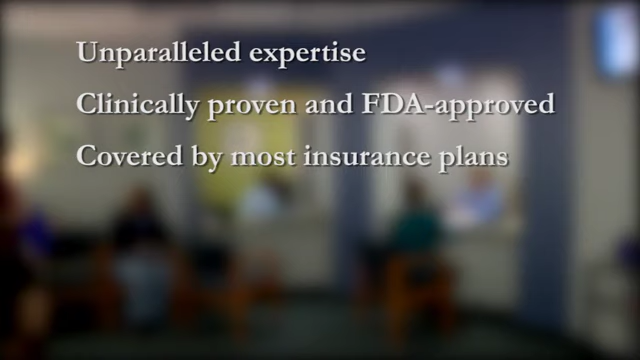 Unparalleled expertise
Clinically proven and FDA-approved
Covered by most insurance plans